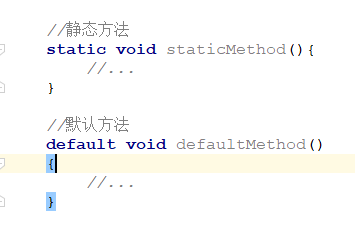 //静态方法
static void staticMethod(){
//...
}
//默认方法
default void defaultMethod()
{
//...
}